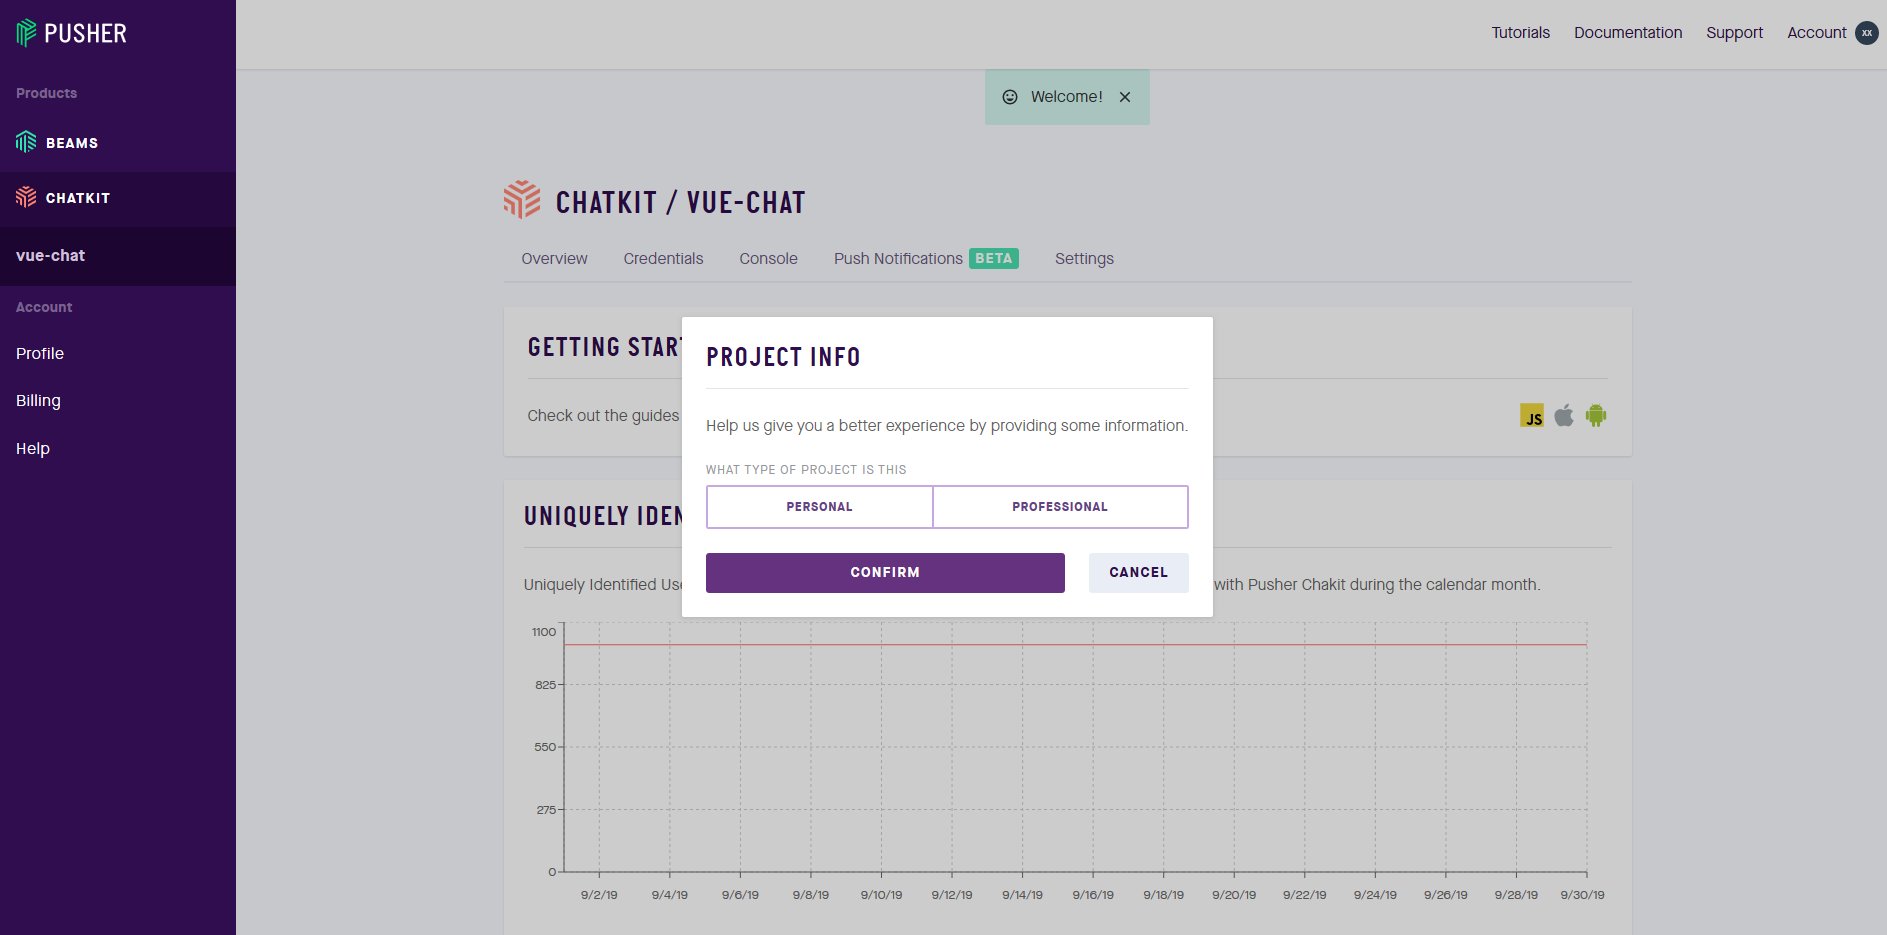 PUSHER
Tutorials Documentation Support Account XX
Products
Welcome!
BEAMS
CHATKIT
CHATKIT / VUE-CHAT
vue-chat
Overview Credentials Console Push Notifications BETA Settings
Account
Profile
Billing
Help
GETTING START
Check out the guides
JS
PROJECT INFO
Help us give you a better experience by providing some information.
WHAT TYPE OF PROJECT IS THIS
PERSONAL PROFESSIONAL
CONFIRM CANCEL
UNIQUELY IDEN
Uniquely Identified Use with Pusher Chakit during the calendar month.
1100
825
550
275
0
9/2/19 9/4/19 9/6/19 9/8/19 9/10/19 9/12/19 9/14/19 9/16/19 9/18/19 9/20/19 9/22/19 9/24/19 9/26/19 9/28/19 9/30/19